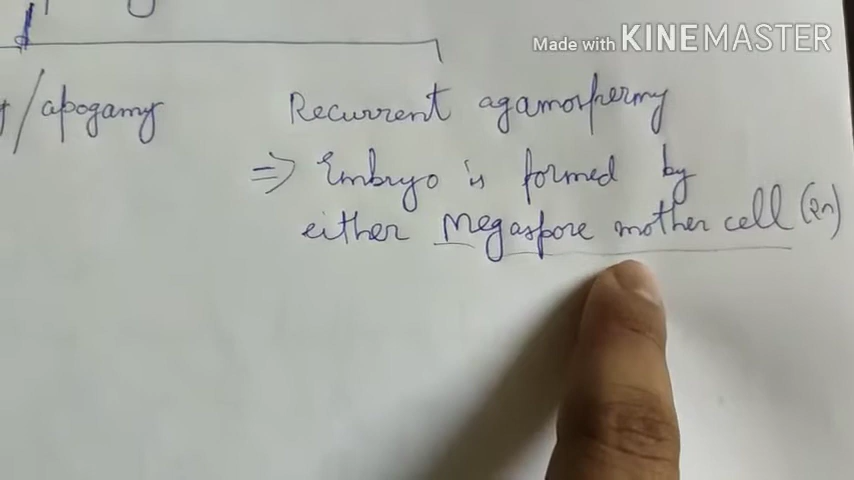 Made with KINEMASTER
/apogamy
Recurrent agamospermy
⇒ Embryo is formed by
either Megaspore mother cell (2n)